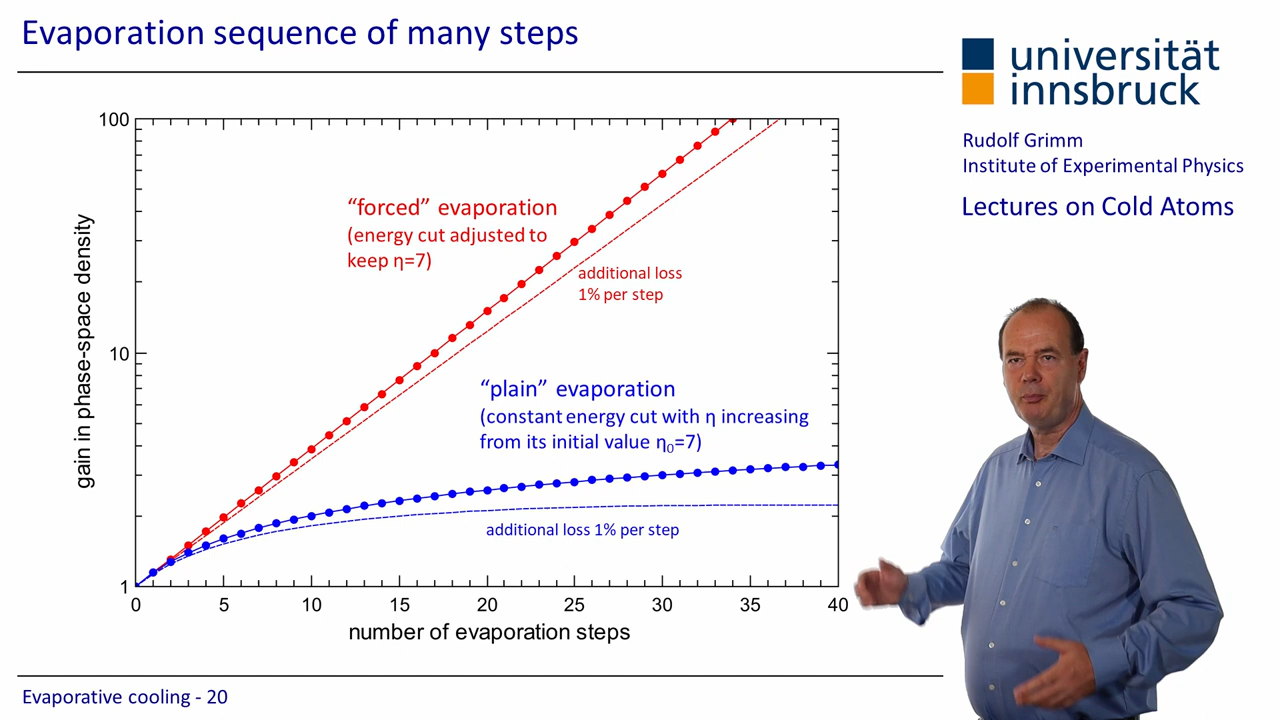 Evaporation sequence of many steps
universität
innsbruck
Rudolf Grimm
Institute of Experimental Physics
Lectures on Cold Atoms
100
10
1
gain in phase-space density
“forced” evaporation
(energy cut adjusted to
keep η=7)
additional loss
1% per step
“plain” evaporation
(constant energy cut with η increasing
from its initial value η₀=7)
additional loss 1% per step
0 5 10 15 20 25 30 35 40
number of evaporation steps
Evaporative cooling - 20